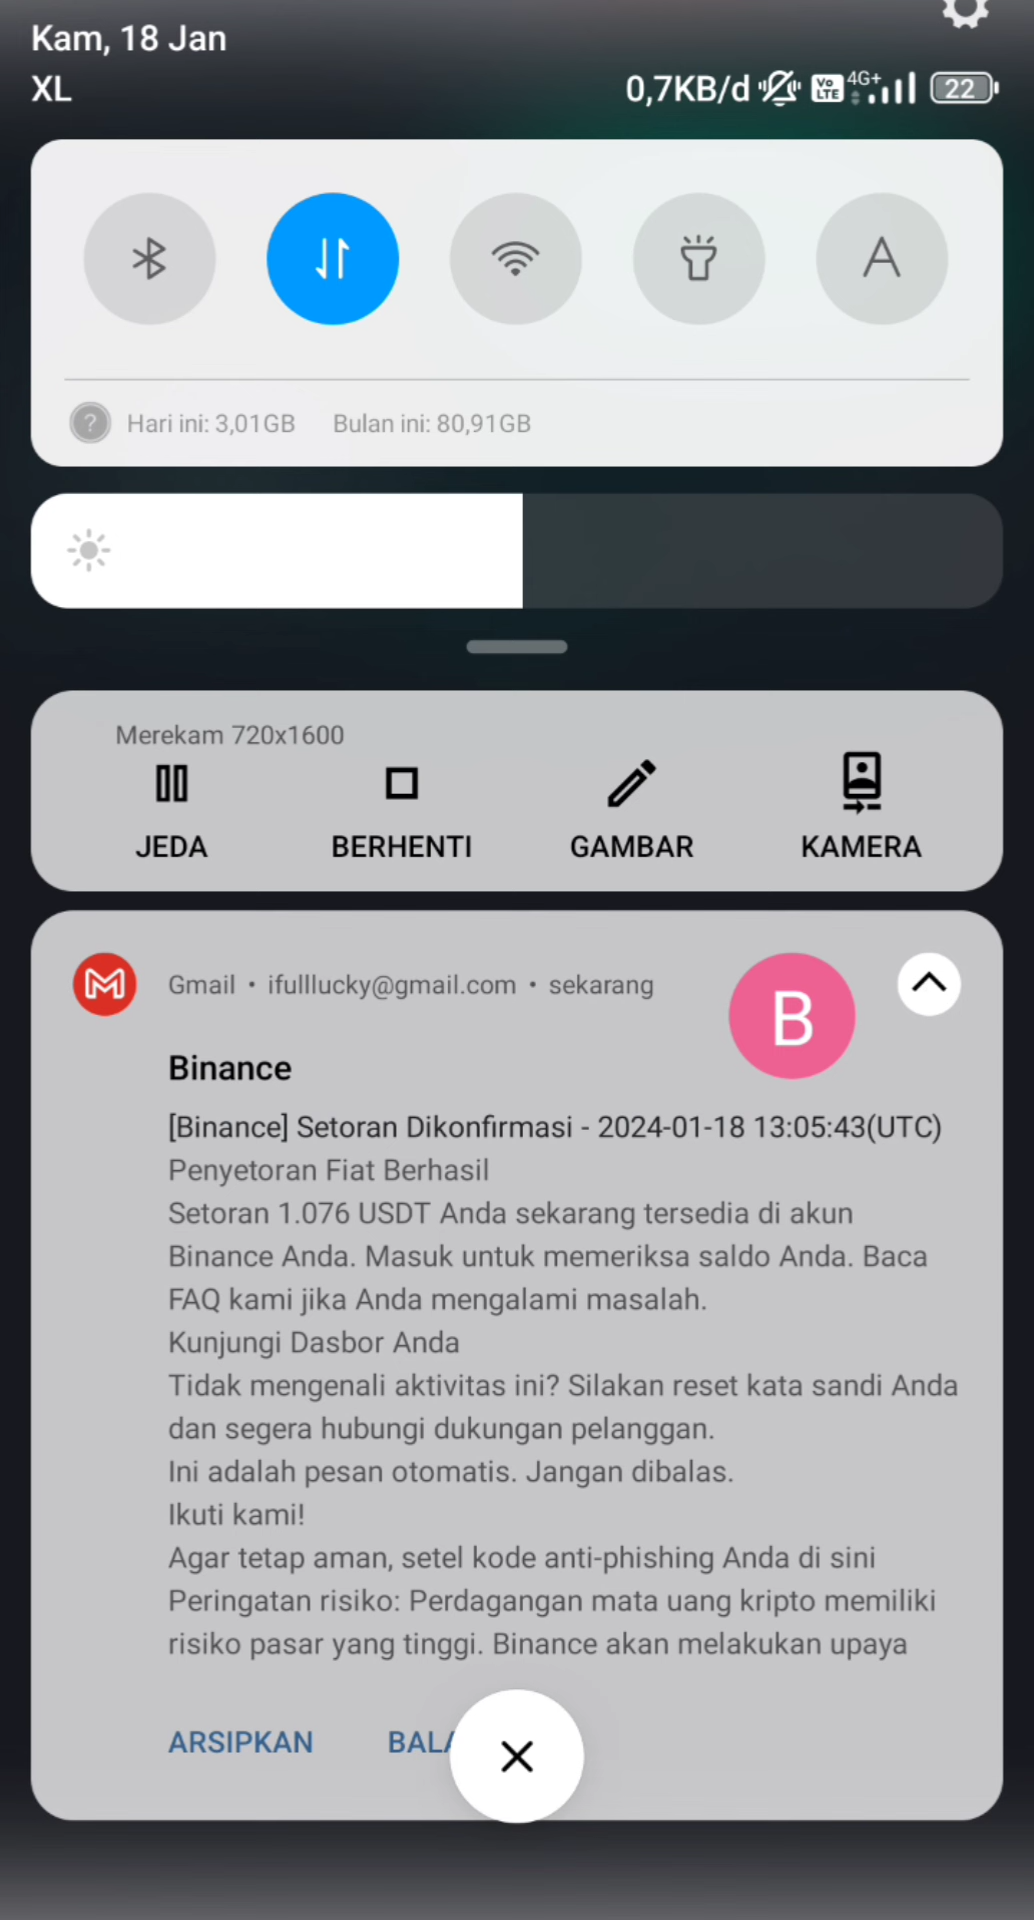 Kam, 18 Jan
XL
0,7KB/d VoLTE 4G+ 22
A
? Hari ini: 3,01GB Bulan ini: 80,91GB
Merekam 720x1600
JEDA BERHENTI GAMBAR KAMERA
Gmail • ifulllucky@gmail.com • sekarang
B
Binance
[Binance] Setoran Dikonfirmasi - 2024-01-18 13:05:43(UTC)
Penyetoran Fiat Berhasil
Setoran 1.076 USDT Anda sekarang tersedia di akun
Binance Anda. Masuk untuk memeriksa saldo Anda. Baca
FAQ kami jika Anda mengalami masalah.
Kunjungi Dasbor Anda
Tidak mengenali aktivitas ini? Silakan reset kata sandi Anda
dan segera hubungi dukungan pelanggan.
Ini adalah pesan otomatis. Jangan dibalas.
Ikuti kami!
Agar tetap aman, setel kode anti-phishing Anda di sini
Peringatan risiko: Perdagangan mata uang kripto memiliki
risiko pasar yang tinggi. Binance akan melakukan upaya
ARSIPKAN